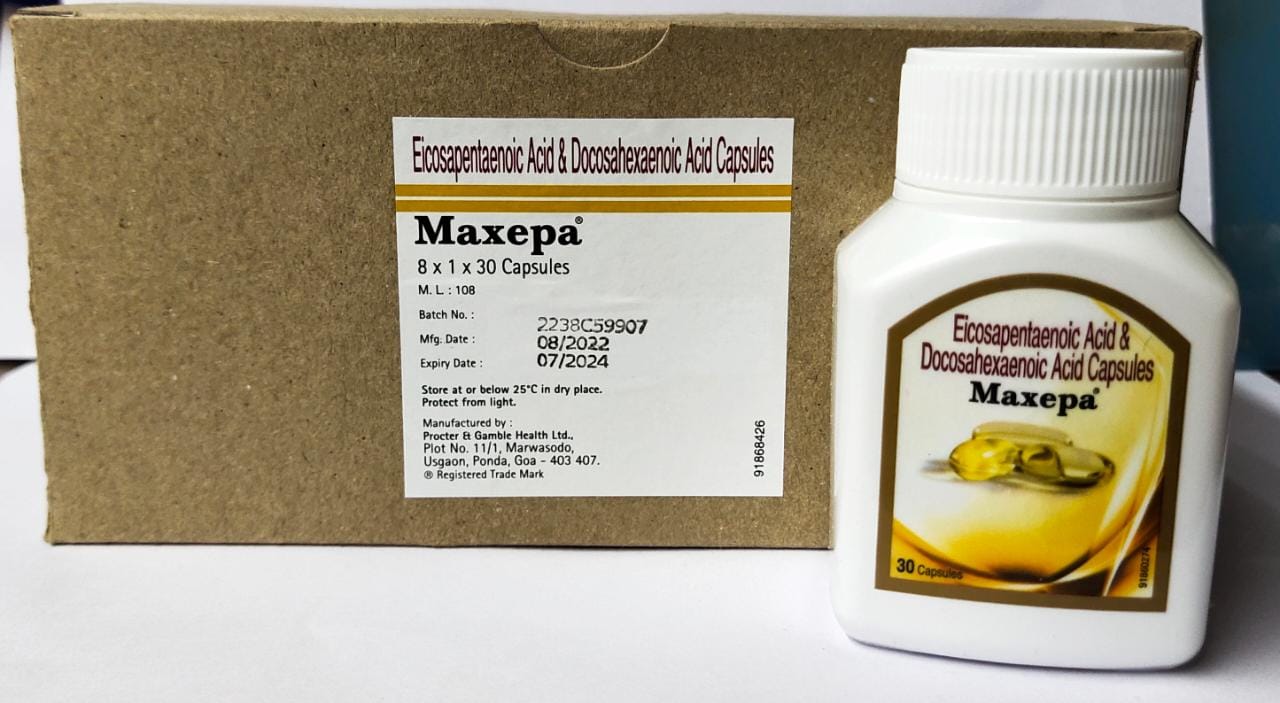 Eicosapentaenoic Acid & Docosahexaenoic Acid Capsules
Maxepa®
8 x 1 x 30 Capsules
M. L. : 108
Batch No. : 2238C59907
Mfg. Date : 08/2022
Expiry Date : 07/2024
Store at or below 25°C in dry place.
Protect from light.
Manufactured by :
Procter & Gamble Health Ltd.,
Plot No. 11/1, Marwasodo,
Usgaon, Ponda, Goa - 403 407.
® Registered Trade Mark
91868426
Eicosapentaenoic Acid &
Docosahexaenoic Acid Capsules
Maxepa®
30 Capsules
91860274